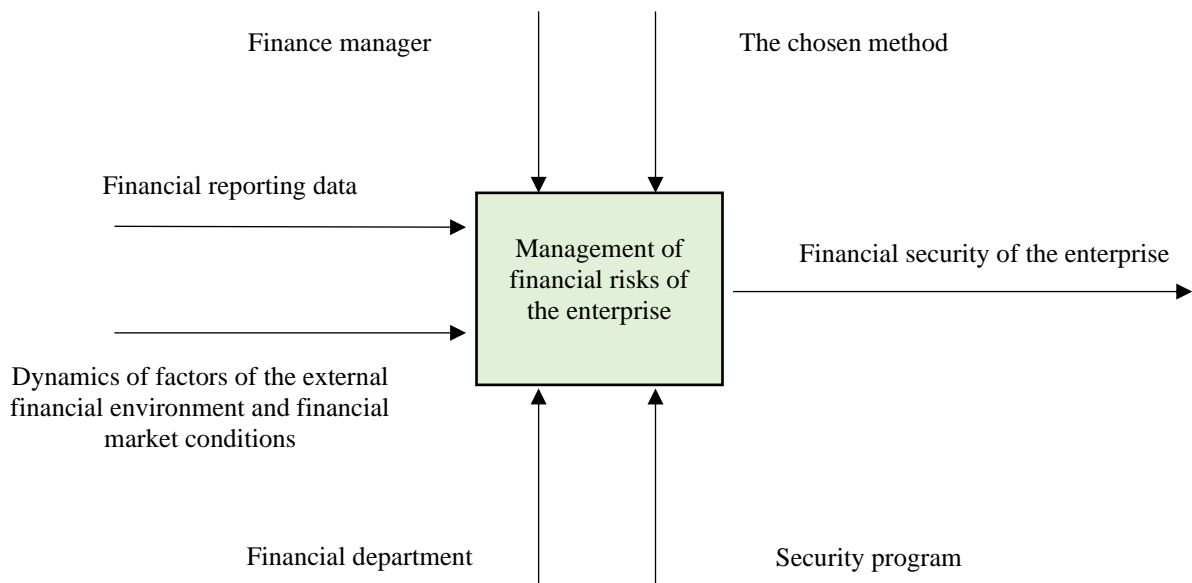 Finance manager
The chosen method
Financial reporting data
Management of
financial risks of
the enterprise
Financial security of the enterprise
Dynamics of factors of the external
financial environment and financial
market conditions
Financial department
Security program